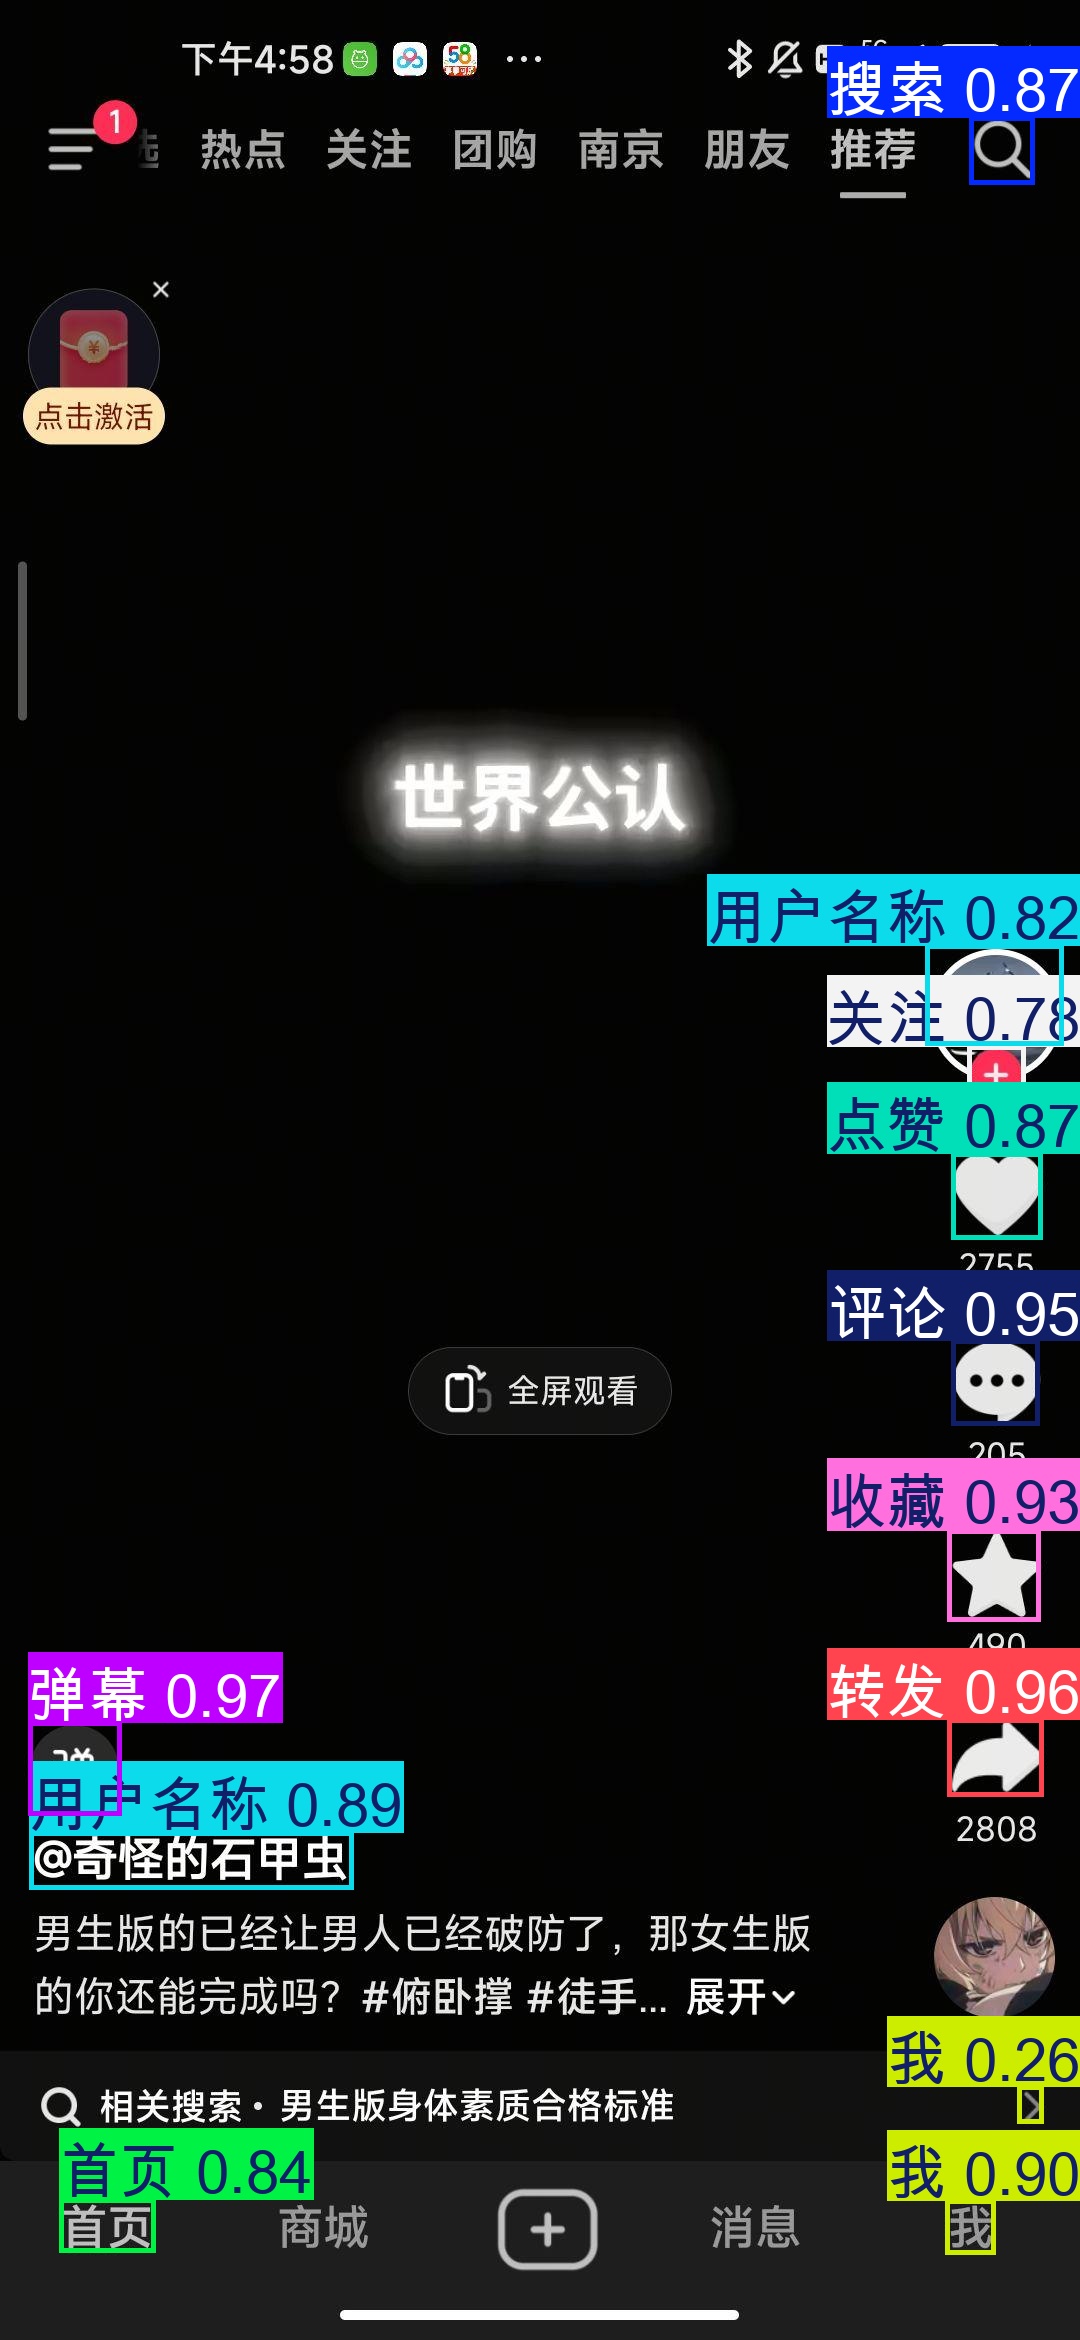 下午4:58 58 ...
搜索 0.87
1
热点 关注 团购 南京 朋友 推荐
点击激活
世界公认
用户名称 0.82
关注 0.78
点赞 0.87
2755
评论 0.95
全屏观看
205
收藏 0.93
490
弹幕 0.97
转发 0.96
用户名称 0.89
2808
@奇怪的石甲虫
男生版的已经让男人已经破防了，那女生版
的你还能完成吗？#俯卧撑 #徒手... 展开
我 0.26
相关搜索·男生版身体素质合格标准
首页 0.84
我 0.90
首页 商城 消息 我